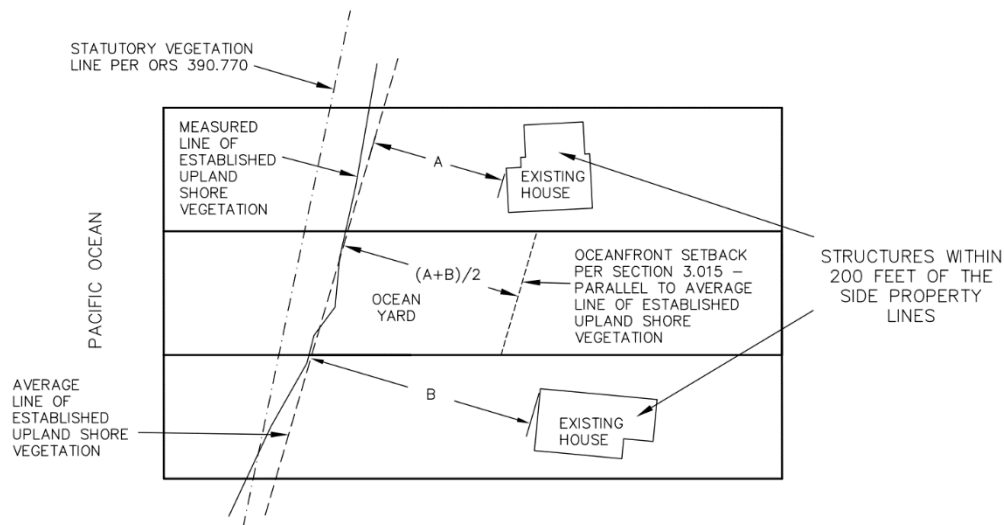 STATUTORY VEGETATION
LINE PER ORS 390.770
MEASURED
LINE OF
ESTABLISHED
UPLAND
SHORE
VEGETATION
A
EXISTING
HOUSE
PACIFIC OCEAN
(A+B)/2
OCEAN
YARD
OCEANFRONT SETBACK
PER SECTION 3.015 –
PARALLEL TO AVERAGE
LINE OF ESTABLISHED
UPLAND SHORE
VEGETATION
STRUCTURES WITHIN
200 FEET OF THE
SIDE PROPERTY
LINES
AVERAGE
LINE OF
ESTABLISHED
UPLAND SHORE
VEGETATION
B
EXISTING
HOUSE